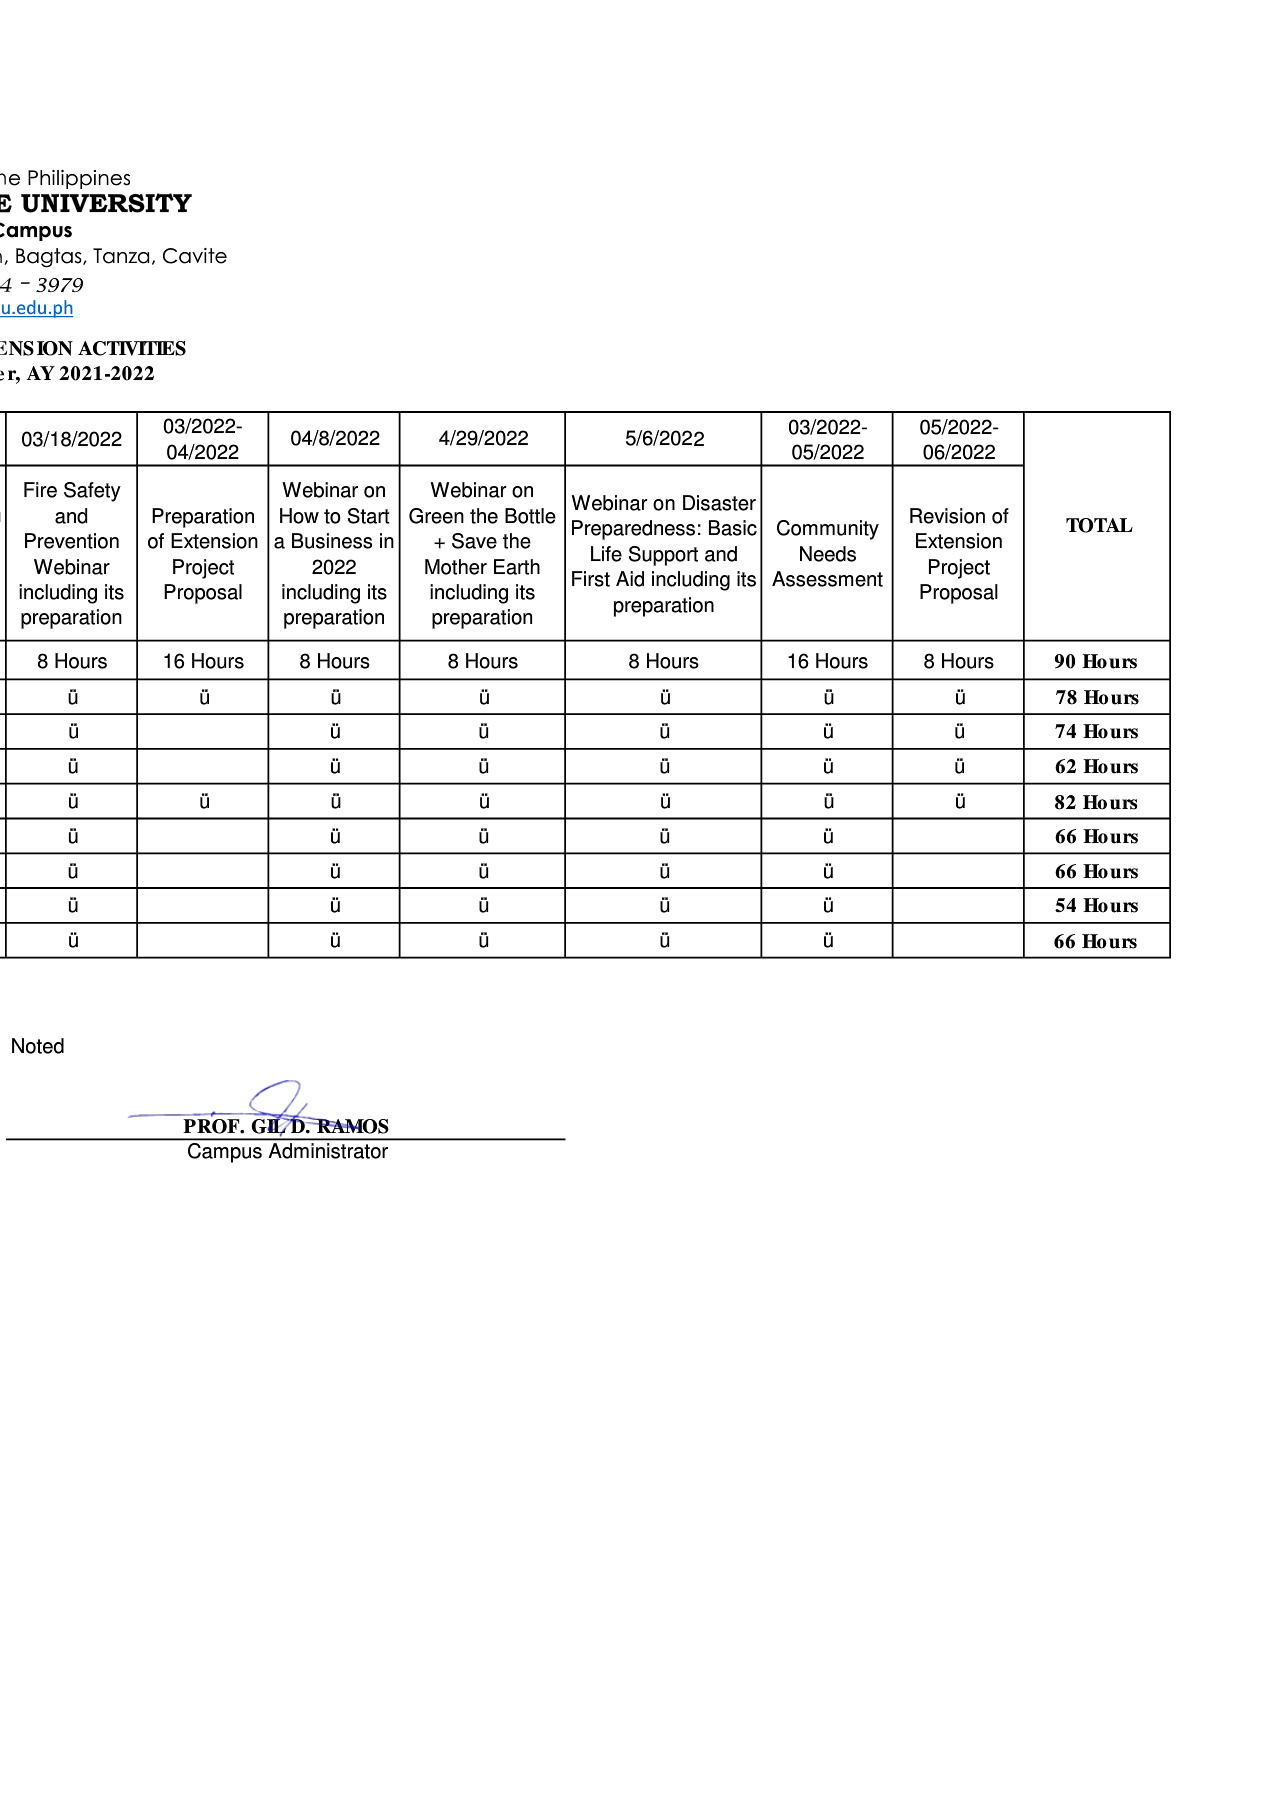 he Philippines
E UNIVERSITY
Campus
, Bagtas, Tanza, Cavite
4 – 3979
u.edu.ph
ENSION ACTIVITIES
er, AY 2021-2022
03/18/2022 03/2022-04/2022 04/8/2022 4/29/2022 5/6/2022 03/2022-05/2022 05/2022-06/2022 TOTAL
Fire Safety
and
Prevention
Webinar
including its
preparation
Preparation
of Extension
Project
Proposal
Webinar on
How to Start
a Business in
2022
including its
preparation
Webinar on
Green the Bottle
+ Save the
Mother Earth
including its
preparation
Webinar on Disaster
Preparedness: Basic
Life Support and
First Aid including its
preparation
Community
Needs
Assessment
Revision of
Extension
Project
Proposal
8 Hours 16 Hours 8 Hours 8 Hours 8 Hours 16 Hours 8 Hours 90 Hours
ü ü ü ü ü ü ü 78 Hours
ü ü ü ü ü ü 74 Hours
ü ü ü ü ü ü 62 Hours
ü ü ü ü ü ü ü 82 Hours
ü ü ü ü ü 66 Hours
ü ü ü ü ü 66 Hours
ü ü ü ü ü 54 Hours
ü ü ü ü ü 66 Hours
Noted
PROF. GIL D. RAMOS
Campus Administrator